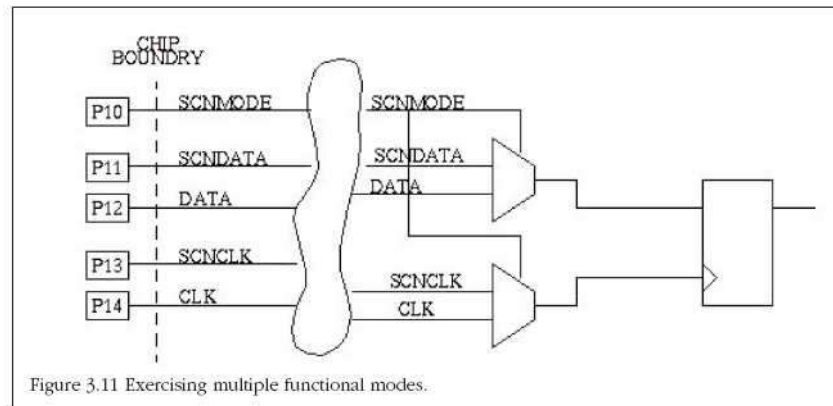 CHIP
BOUNDRY
P10 SCNMODE SCNMODE
P11 SCNDATA SCNDATA
P12 DATA DATA
P13 SCNCLK SCNCLK
P14 CLK CLK
Figure 3.11 Exercising multiple functional modes.